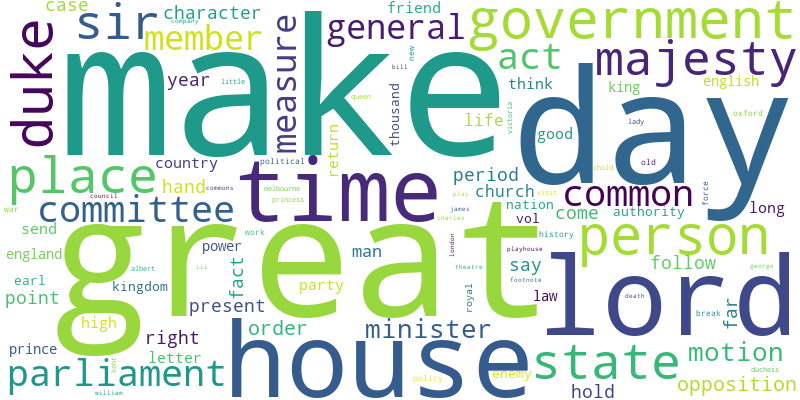 case
character
company
friend
government
sir
member
general
act
majesty
duke
make
day
measure
year
little
thousand
new
bill
think
king
english
life
queen
victoria
good
oxford
lady
return
country
political
old
child
place
hand
commons
time
period
church
common
visit
force
war
council
melbourne
princess
play
nation
come
authority
long
committee
james
charles
vol
send
great
work
london
history
person
lord
england
power
man
playhouse
say
follow
george
earl
albert
iii
fact
party
theatre
footnote
point
kingdom
present
royal
law
death
far
high
right
order
minister
break
prince
letter
house
state
motion
parliament
kent
policy
enemy
duchess
william
hold
opposition